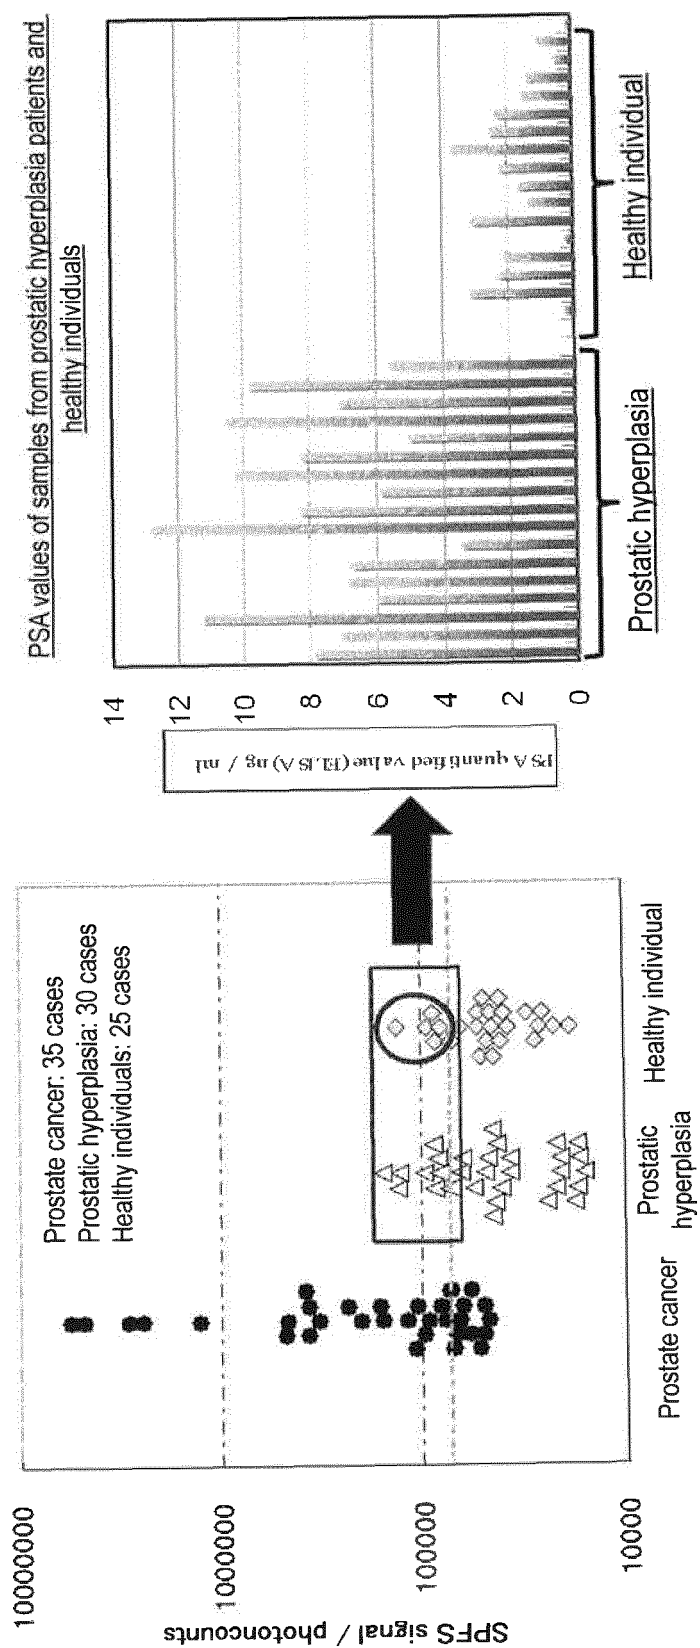 SPFS signal / photoncounts
10000000
1000000
100000
10000
Prostate cancer: 35 cases
Prostatic hyperplasia: 30 cases
Healthy individuals: 25 cases
Prostate cancer
Prostatic
hyperplasia
Healthy individual
PSA values of samples from prostatic hyperplasia patients and
healthy individuals
PSA quantified value (ELISA) ng / ml
14
12
10
8
6
4
2
0
Prostatic hyperplasia
Healthy individual